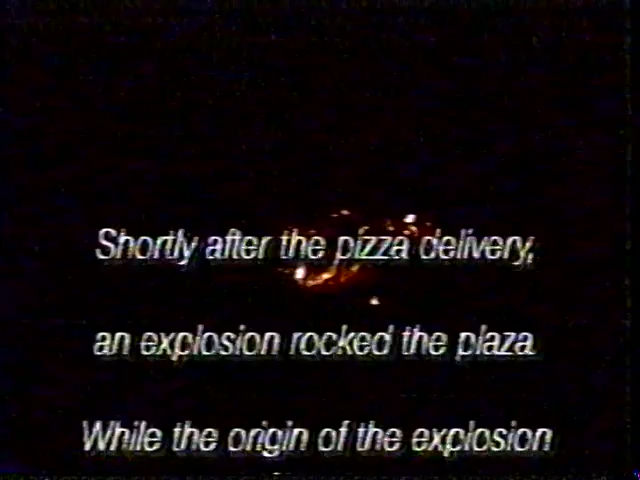 Shortly after the pizza delivery,
an explosion rocked the plaza
While the origin of the explosion